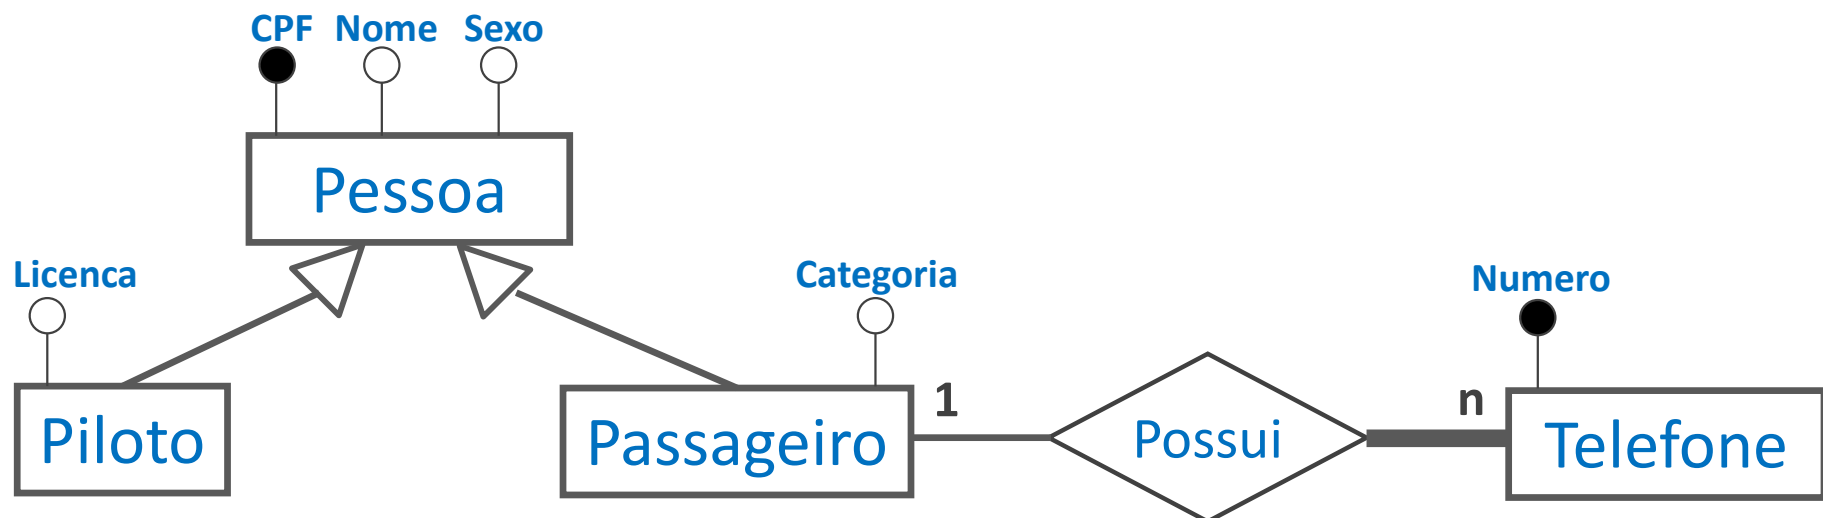 CPF Nome Sexo
Pessoa
Licenca
Categoria
Numero
Piloto
Passageiro
1
Possui
n
Telefone